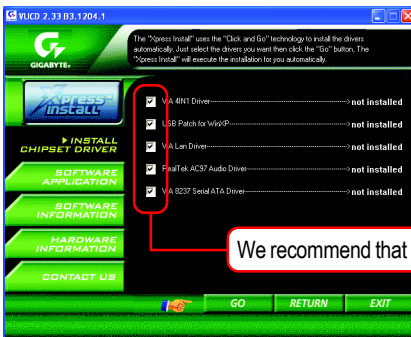 VUCD 2.33 B3.1204.1
GIGABYTE
The "Xpress Install" uses the "Click and Go" technology to install the drivers
automatically. Just select the drivers you want then click the "Go" button, The
"Xpress Install" will execute the installation for you automatically.
Xpress
INSTALL
VIA 4IN1 Driver > not installed
USB Patch for WinXP > not installed
VIA Lan Driver > not installed
RealTek AC97 Audio Driver > not installed
VIA 8237 Serial ATA Driver > not installed
INSTALL
CHIPSET DRIVER
SOFTWARE
APPLICATION
SOFTWARE
INFORMATION
HARDWARE
INFORMATION
CONTACT US
We recommend that
GO RETURN EXIT